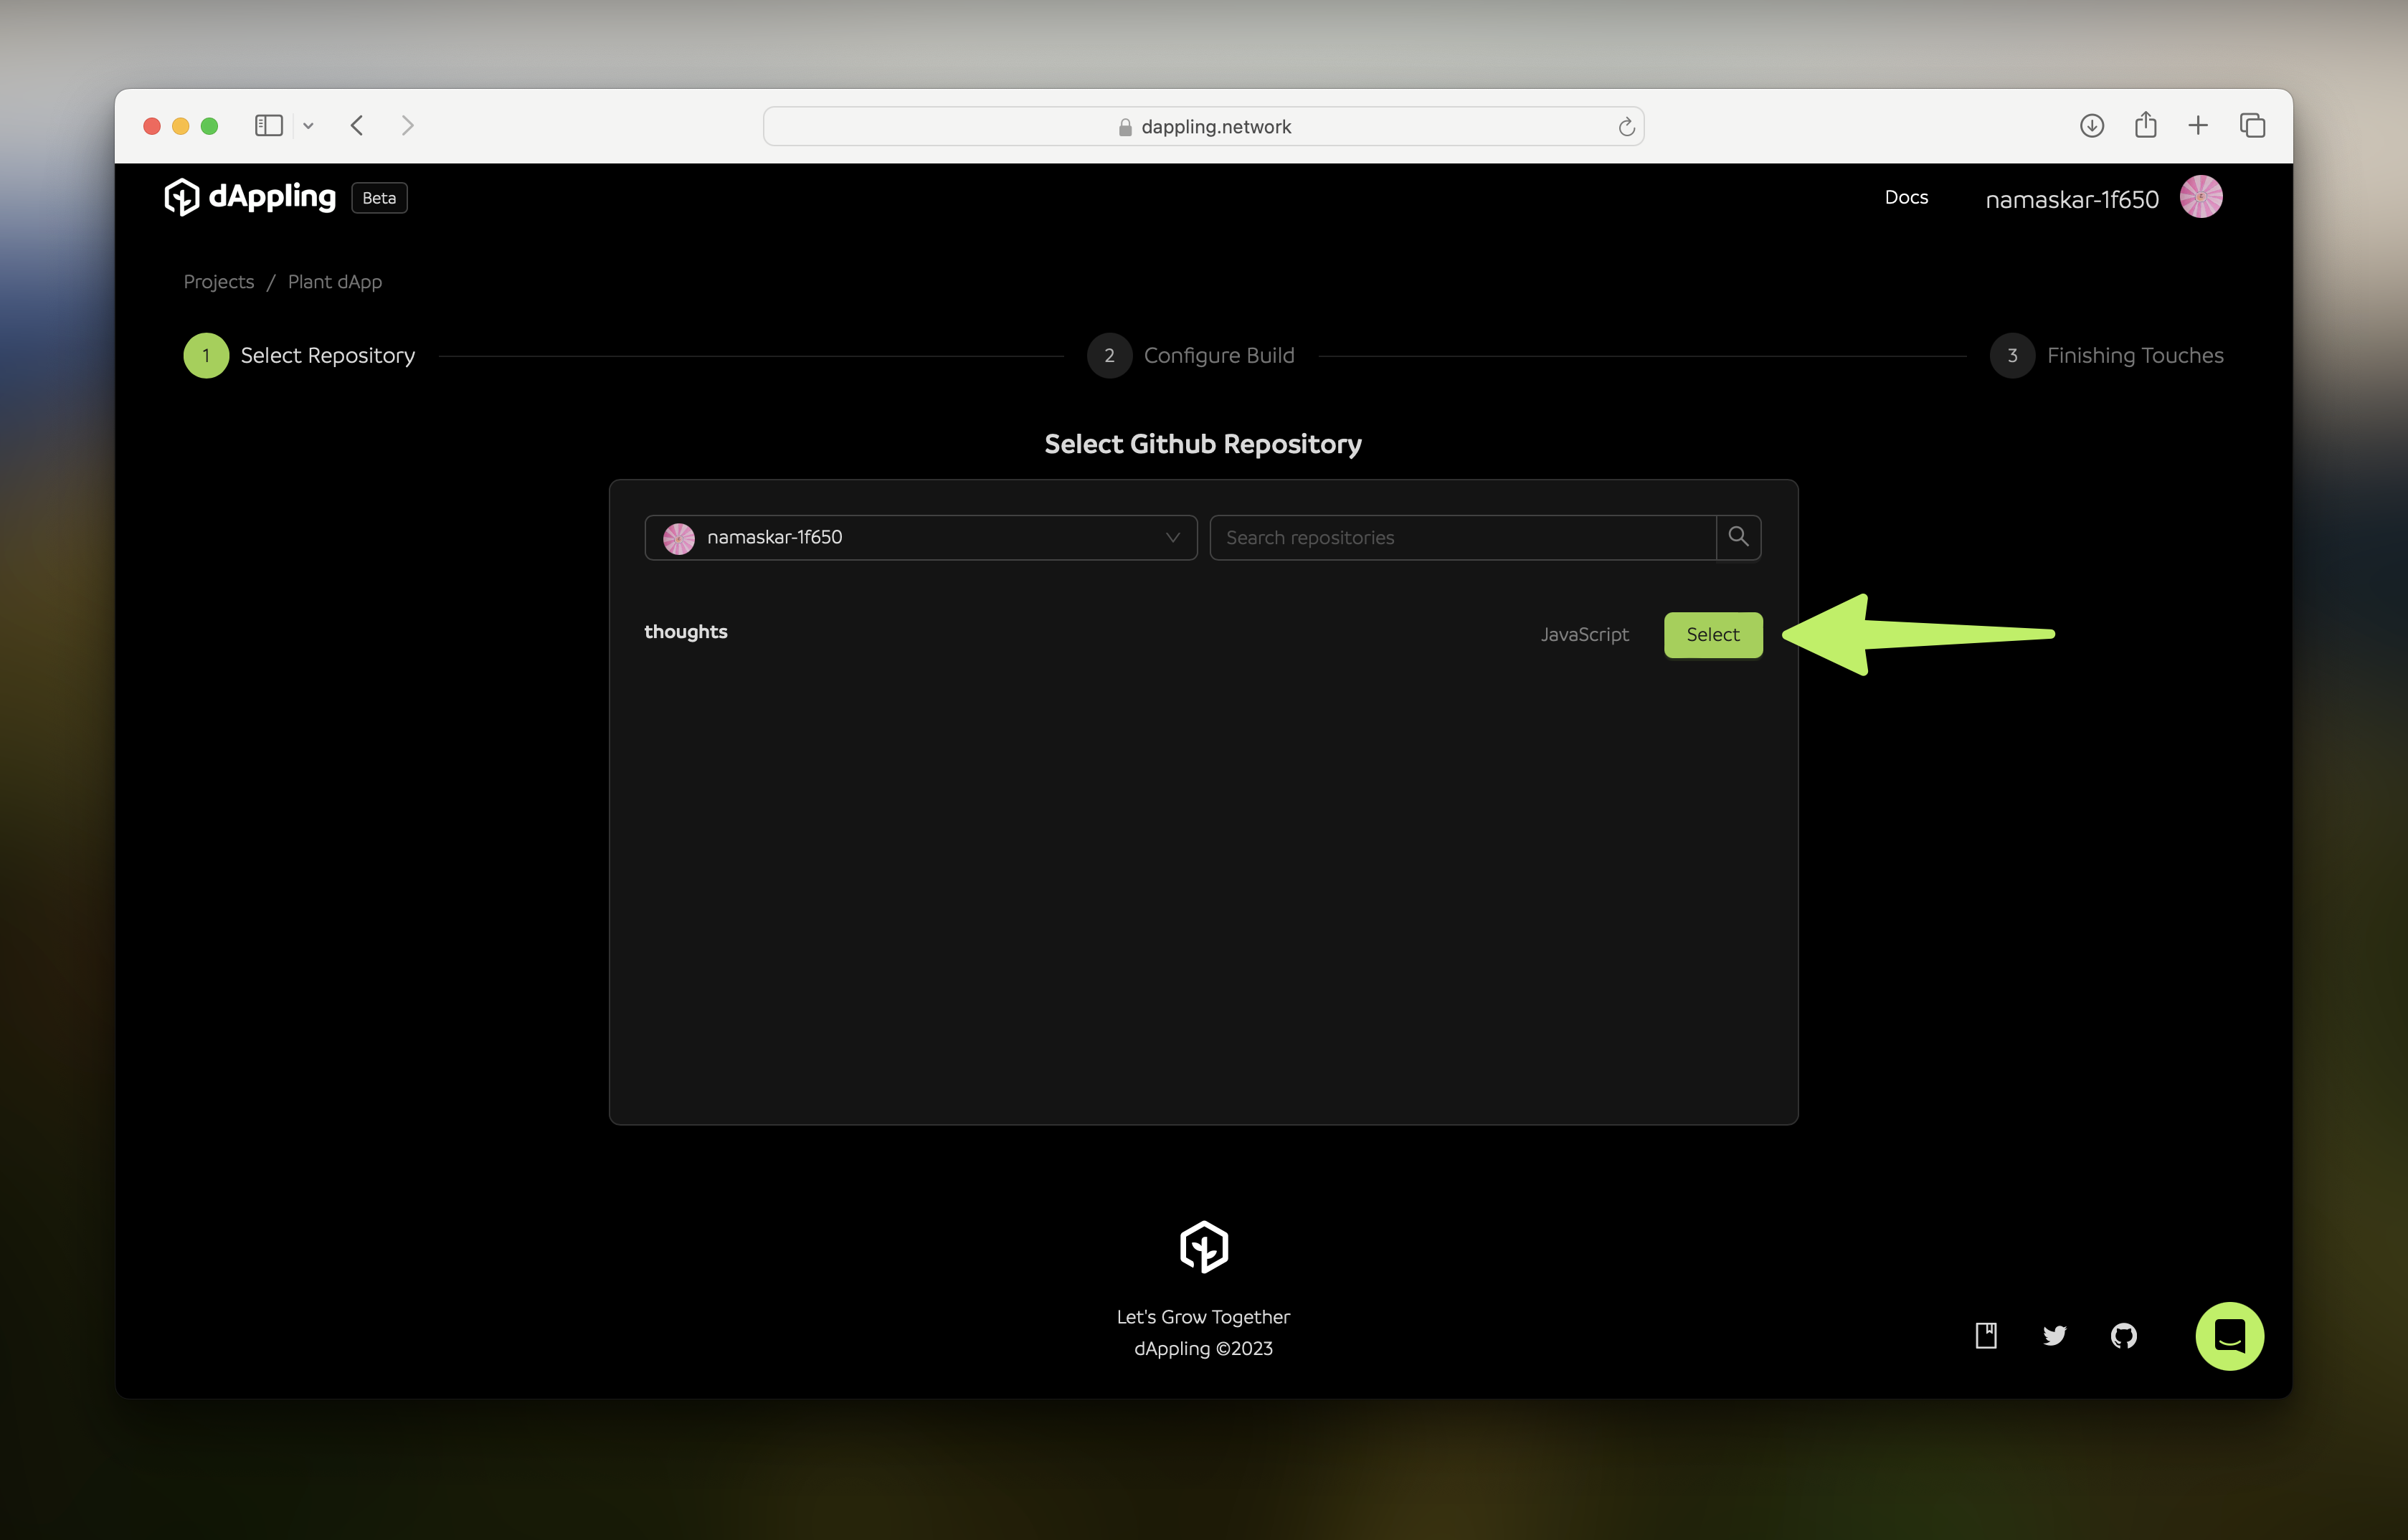 dappling.network
dAppling Beta
Docs
namaskar-1f650
Projects / Plant dApp
1 Select Repository
2 Configure Build
3 Finishing Touches
Select Github Repository
namaskar-1f650
Search repositories
thoughts
JavaScript
Select
Let's Grow Together
dAppling ©2023